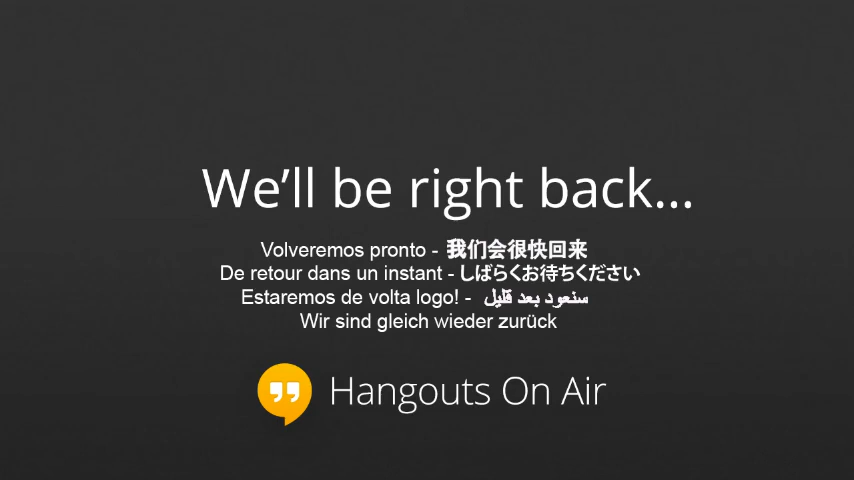 We'll be right back...
Volveremos pronto - 我们会很快回来
De retour dans un instant - しばらくお待ちください
Estaremos de volta logo! - سنعود بعد قليل
Wir sind gleich wieder zurück
Hangouts On Air